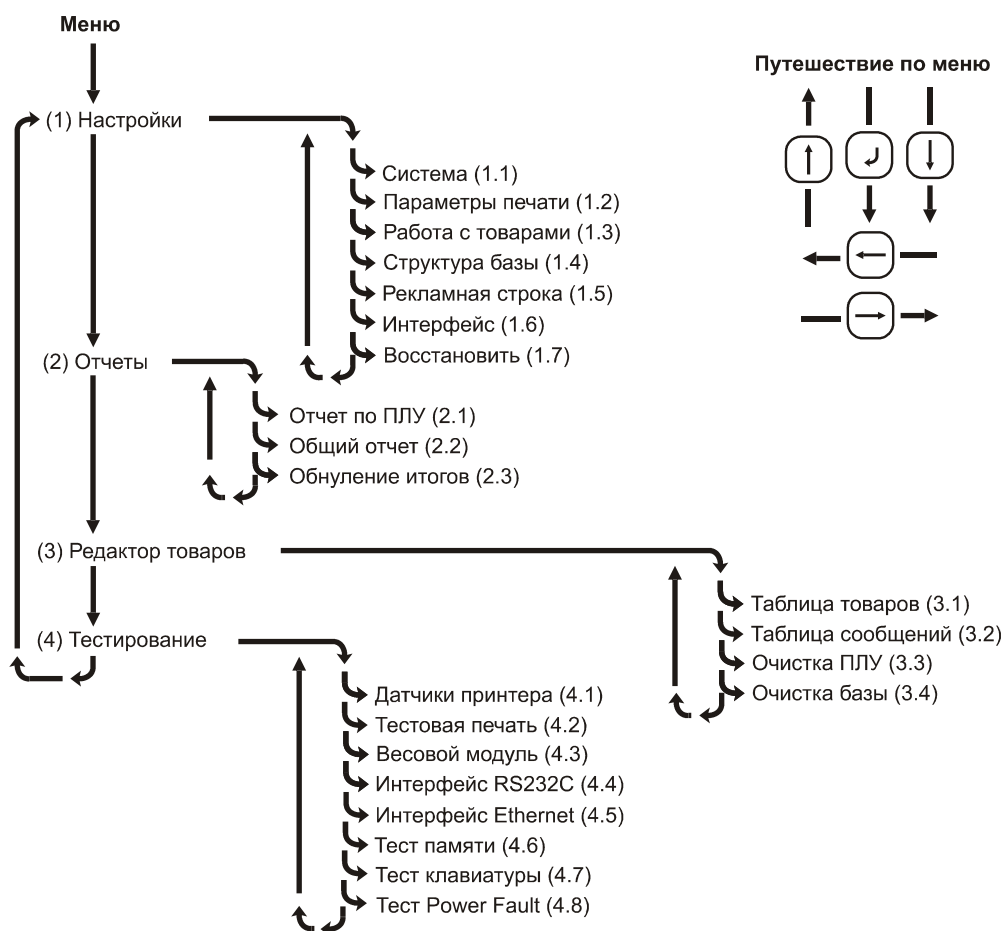 Меню
Путешествие по меню
(1) Настройки
Система (1.1)
Параметры печати (1.2)
Работа с товарами (1.3)
Структура базы (1.4)
Рекламная строка (1.5)
Интерфейс (1.6)
Восстановить (1.7)
(2) Отчеты
Отчет по ПЛУ (2.1)
Общий отчет (2.2)
Обнуление итогов (2.3)
(3) Редактор товаров
Таблица товаров (3.1)
Таблица сообщений (3.2)
Очистка ПЛУ (3.3)
Очистка базы (3.4)
(4) Тестирование
Датчики принтера (4.1)
Тестовая печать (4.2)
Весовой модуль (4.3)
Интерфейс RS232C (4.4)
Интерфейс Ethernet (4.5)
Тест памяти (4.6)
Тест клавиатуры (4.7)
Тест Power Fault (4.8)